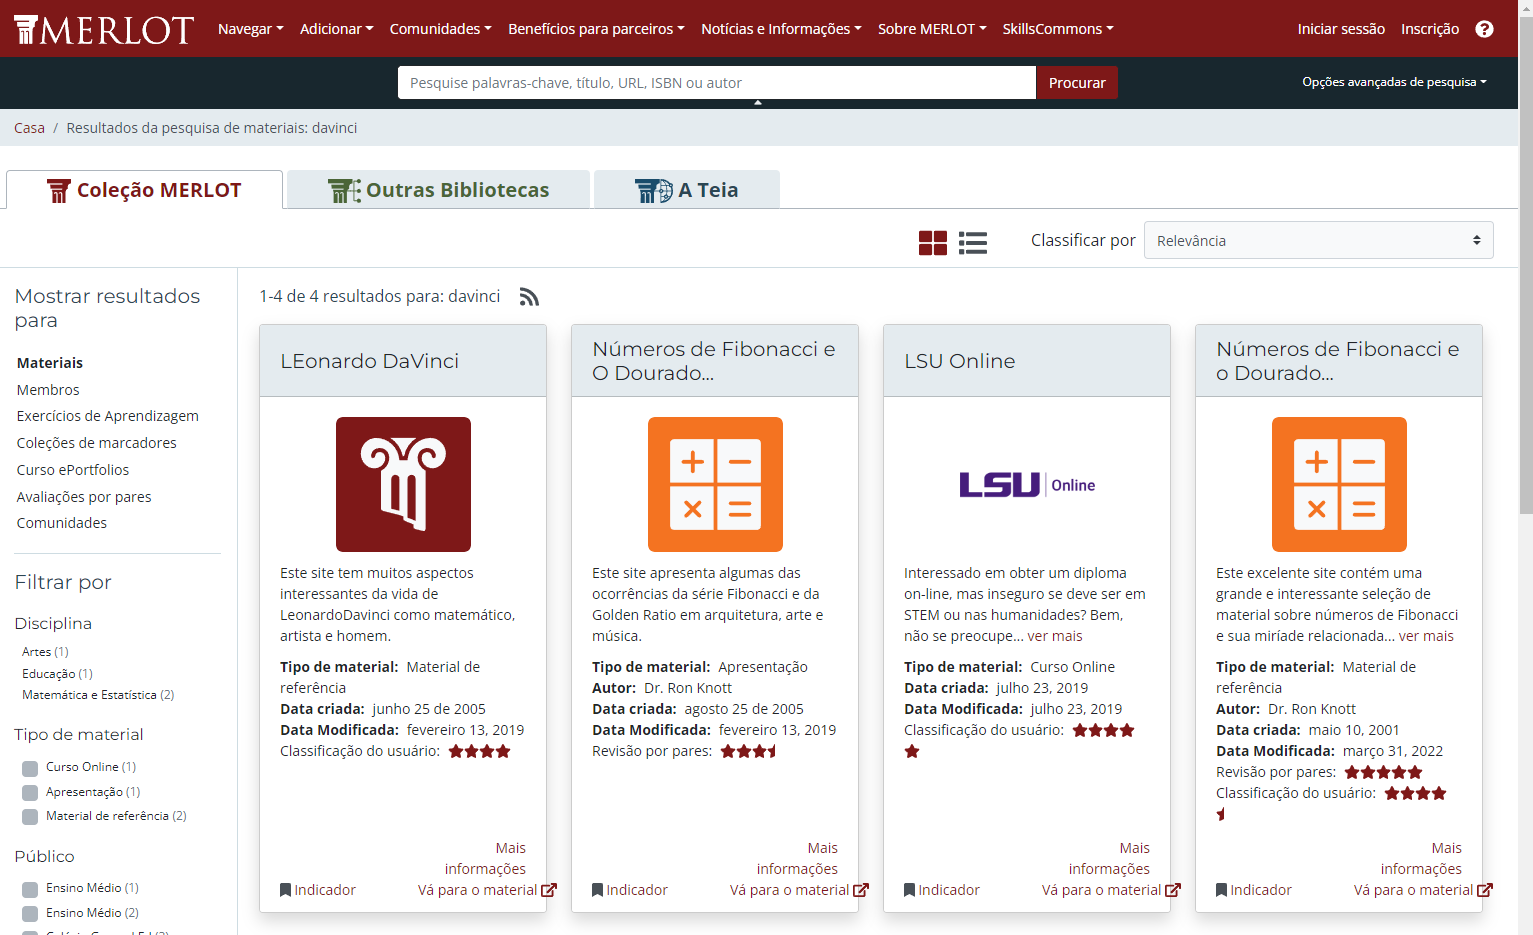 MERLOT
Navegar Adicionar Comunidades Benefícios para parceiros Notícias e Informações Sobre MERLOT SkillsCommons Iniciar sessão Inscrição ?
Pesquise palavras-chave, título, URL, ISBN ou autor Procurar Opções avançadas de pesquisa
Casa / Resultados da pesquisa de materiais: davinci
Coleção MERLOT Outras Bibliotecas A Teia
Classificar por Relevância
Mostrar resultados
para
Materiais
Membros
Exercícios de Aprendizagem
Coleções de marcadores
Curso ePortfolios
Avaliações por pares
Comunidades
Filtrar por
Disciplina
Artes (1)
Educação (1)
Matemática e Estatística (2)
Tipo de material
Curso Online (1)
Apresentação (1)
Material de referência (2)
Público
Ensino Médio (1)
Ensino Médio (2)
1-4 de 4 resultados para: davinci
LEonardo DaVinci
Este site tem muitos aspectos
interessantes da vida de
LeonardoDavinci como matemático,
artista e homem.
Tipo de material: Material de
referência
Data criada: junho 25 de 2005
Data Modificada: fevereiro 13, 2019
Classificação do usuário:
Mais
informações
Indicador Vá para o material
Números de Fibonacci e
O Dourado...
Este site apresenta algumas das
ocorrências da série Fibonacci e da
Golden Ratio em arquitetura, arte e
música.
Tipo de material: Apresentação
Autor: Dr. Ron Knott
Data criada: agosto 25 de 2005
Data Modificada: fevereiro 13, 2019
Revisão por pares:
Mais
informações
Indicador Vá para o material
LSU Online
LSU Online
Interessado em obter um diploma
on-line, mas inseguro se deve ser em
STEM ou nas humanidades? Bem,
não se preocupe... ver mais
Tipo de material: Curso Online
Data criada: julho 23, 2019
Data Modificada: julho 23, 2019
Classificação do usuário:
Mais
informações
Indicador Vá para o material
Números de Fibonacci e
o Dourado...
Este excelente site contém uma
grande e interessante seleção de
material sobre números de Fibonacci
e sua miríade relacionada... ver mais
Tipo de material: Material de
referência
Autor: Dr. Ron Knott
Data criada: maio 10, 2001
Data Modificada: março 31, 2022
Revisão por pares:
Classificação do usuário:
Mais
informações
Indicador Vá para o material